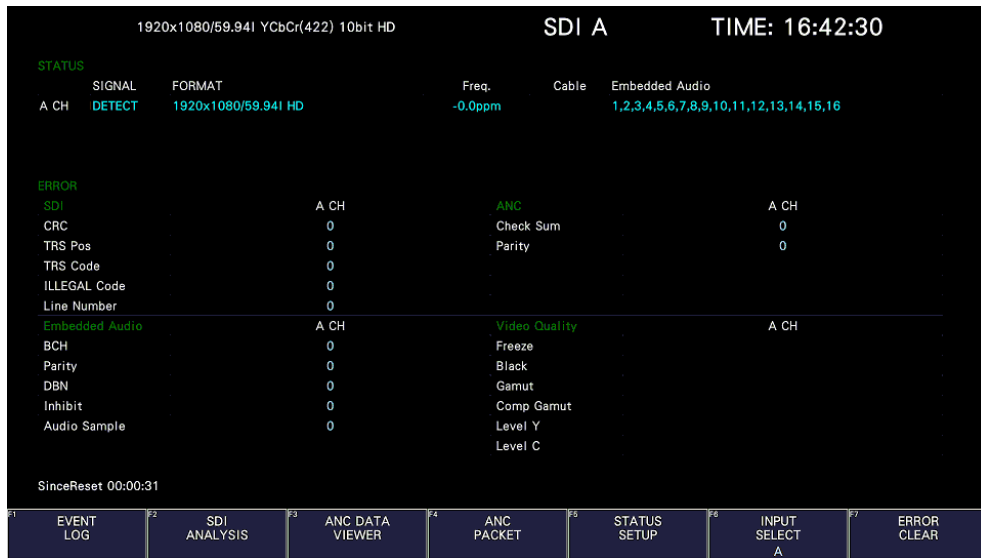 1920x1080/59.94I YCbCr(422) 10bit HD SDI A TIME: 16:42:30
STATUS
SIGNAL FORMAT Freq. Cable Embedded Audio
A CH DETECT 1920x1080/59.94I HD -0.0ppm 1,2,3,4,5,6,7,8,9,10,11,12,13,14,15,16
ERROR
SDI A CH ANC A CH
CRC 0 Check Sum 0
TRS Pos 0 Parity 0
TRS Code 0
ILLEGAL Code 0
Line Number 0
Embedded Audio A CH Video Quality A CH
BCH 0 Freeze
Parity 0 Black
DBN 0 Gamut
Inhibit 0 Comp Gamut
Audio Sample 0 Level Y
Level C
SinceReset 00:00:31
F1 EVENT F2 SDI F3 ANC DATA F4 ANC F5 STATUS F6 INPUT F7 ERROR
LOG ANALYSIS VIEWER PACKET SETUP SELECT CLEAR
A